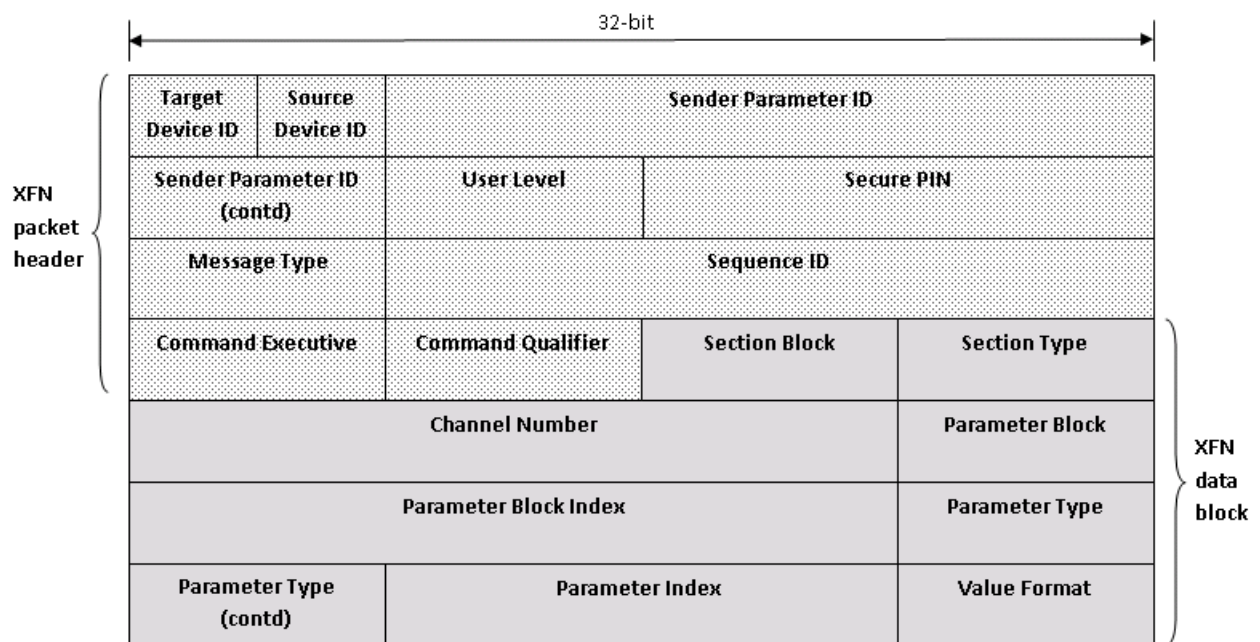 32-bit
XFN
packet
header
Target
Device ID
Source
Device ID
Sender Parameter ID
Sender Parameter ID
(contd)
User Level
Secure PIN
Message Type
Sequence ID
Command Executive
Command Qualifier
Section Block
Section Type
Channel Number
Parameter Block
Parameter Block Index
Parameter Type
Parameter Type
(contd)
Parameter Index
Value Format
XFN
data
block